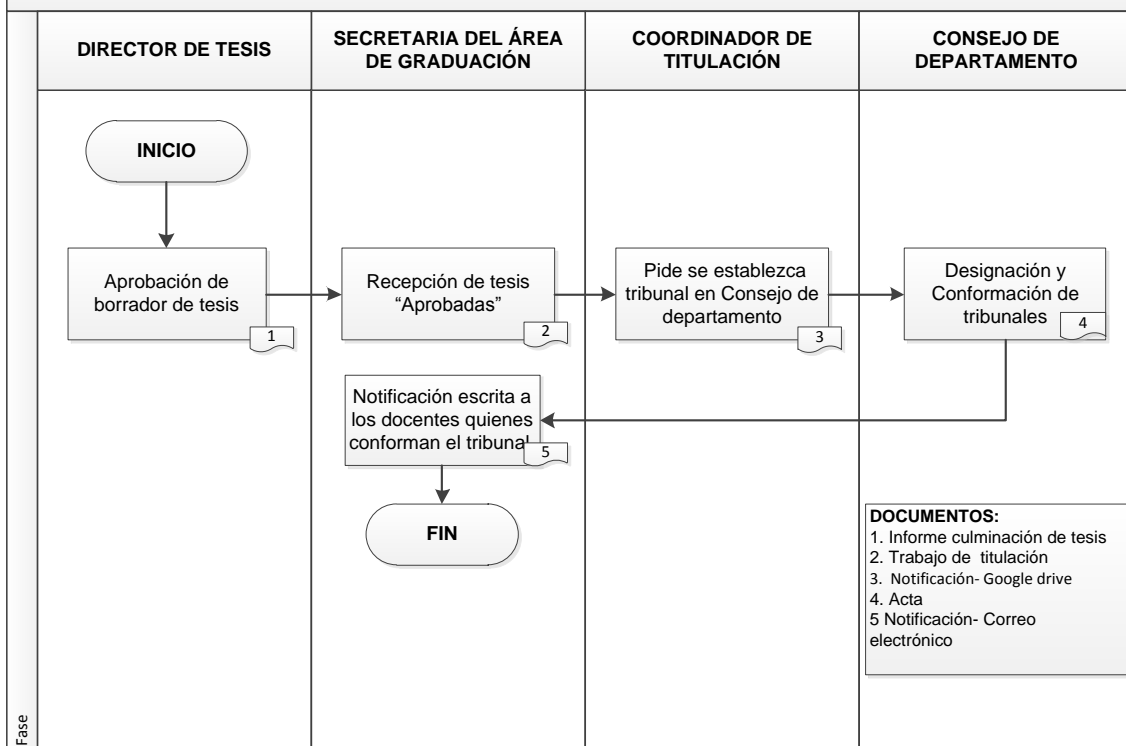 DIRECTOR DE TESIS
SECRETARIA DEL ÁREA
DE GRADUACIÓN
COORDINADOR DE
TITULACIÓN
CONSEJO DE
DEPARTAMENTO
INICIO
Aprobación de
borrador de tesis
1
Recepción de tesis
“Aprobadas”
2
Pide se establezca
tribunal en Consejo de
departamento
3
Designación y
Conformación de
tribunales
4
Notificación escrita a
los docentes quienes
conforman el tribunal
5
FIN
DOCUMENTOS:
1. Informe culminación de tesis
2. Trabajo de titulación
3. Notificación- Google drive
4. Acta
5 Notificación- Correo
electrónico
Fase